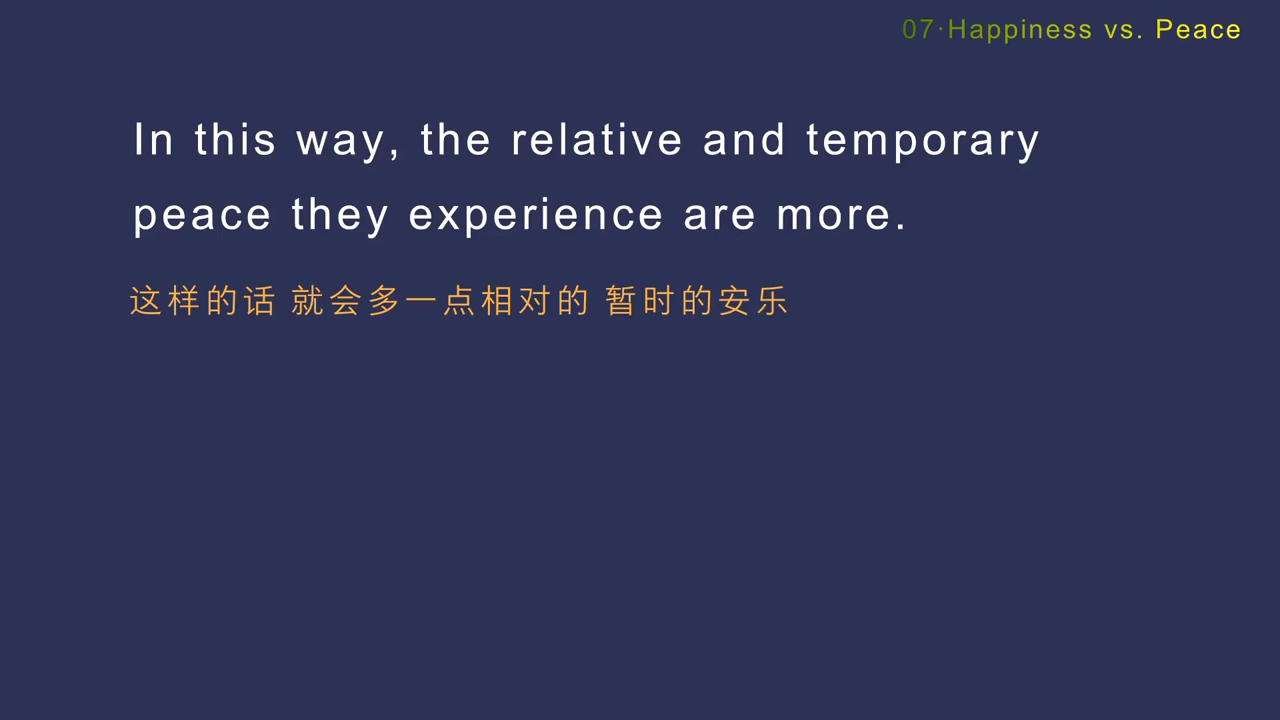 07·Happiness vs. Peace
In this way, the relative and temporary
peace they experience are more.
这样的话 就会多一点相对的 暂时的安乐